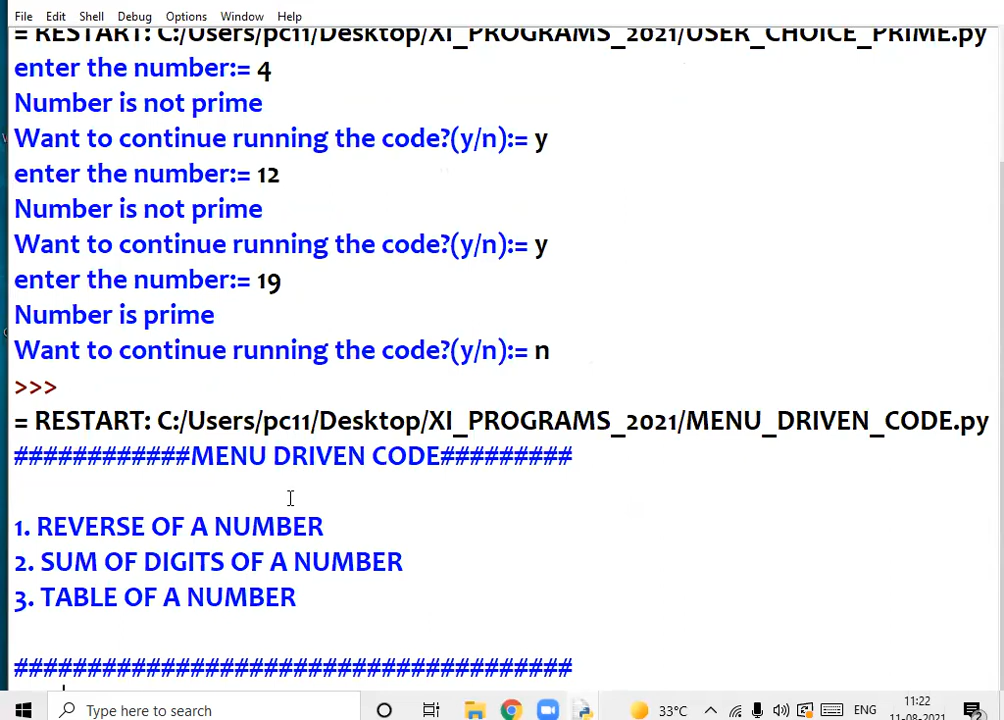 File Edit Shell Debug Options Window Help
= RESTART: C:/Users/pc11/Desktop/XI_PROGRAMS_2021/USER_CHOICE_PRIME.py
enter the number:= 4
Number is not prime
Want to continue running the code?(y/n):= y
enter the number:= 12
Number is not prime
Want to continue running the code?(y/n):= y
enter the number:= 19
Number is prime
Want to continue running the code?(y/n):= n
>>>
= RESTART: C:/Users/pc11/Desktop/XI_PROGRAMS_2021/MENU_DRIVEN_CODE.py
############MENU DRIVEN CODE#########
1. REVERSE OF A NUMBER
2. SUM OF DIGITS OF A NUMBER
3. TABLE OF A NUMBER
######################################
Type here to search 33°C ENG 11:22
11-08-2021